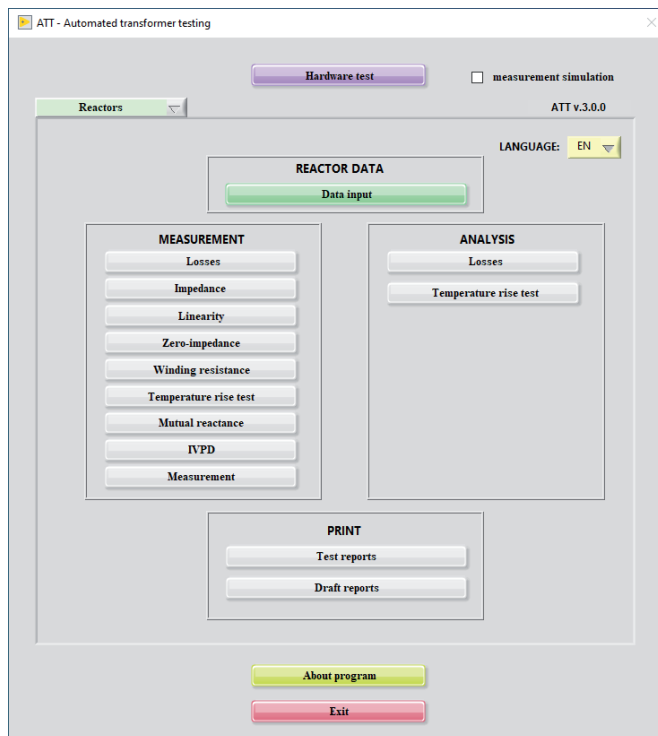 ATT - Automated transformer testing
Hardware test
measurement simulation
Reactors
ATT v.3.0.0
LANGUAGE: EN
REACTOR DATA
Data input
MEASUREMENT
Losses
Impedance
Linearity
Zero-impedance
Winding resistance
Temperature rise test
Mutual reactance
IVPD
Measurement
ANALYSIS
Losses
Temperature rise test
PRINT
Test reports
Draft reports
About program
Exit